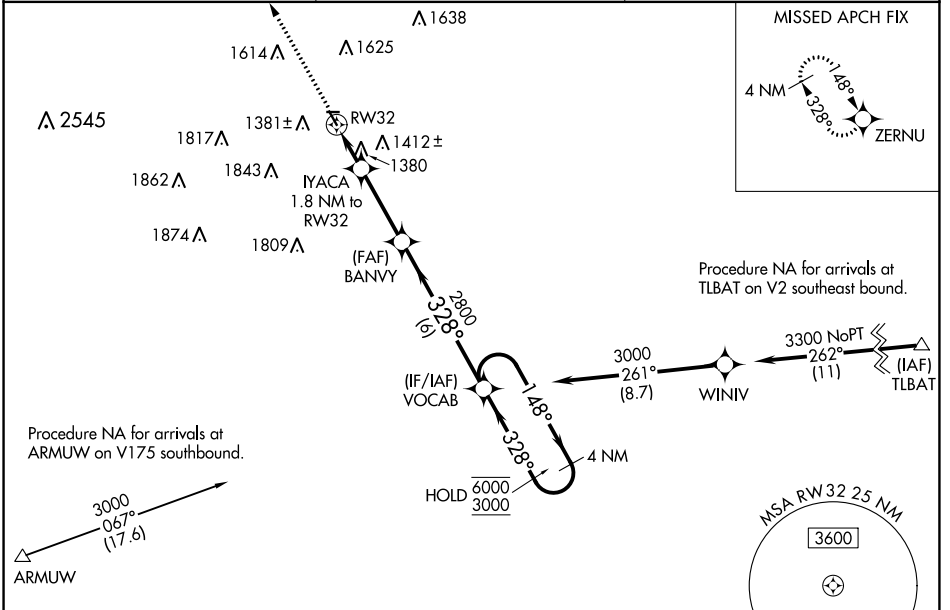 1638
MISSED APCH FIX
1614
1625
148°
4 NM
328°
ZERNU
2545
1381±
RW32
1817
1412±
1380
1843
IYACA
1.8 NM to
RW32
1862
1874
1809
(FAF)
BANVY
Procedure NA for arrivals at
TLBAT on V2 southeast bound.
2800
328°
(6)
3300 NoPT
262°
(11)
(IAF)
TLBAT
3000
261°
(8.7)
WINIV
(IF/IAF)
VOCAB
148°
328°
4 NM
HOLD 6000
3000
Procedure NA for arrivals at
ARMUW on V175 southbound.
3000
067°
(17.6)
ARMUW
MSA RW32 25 NM
3600